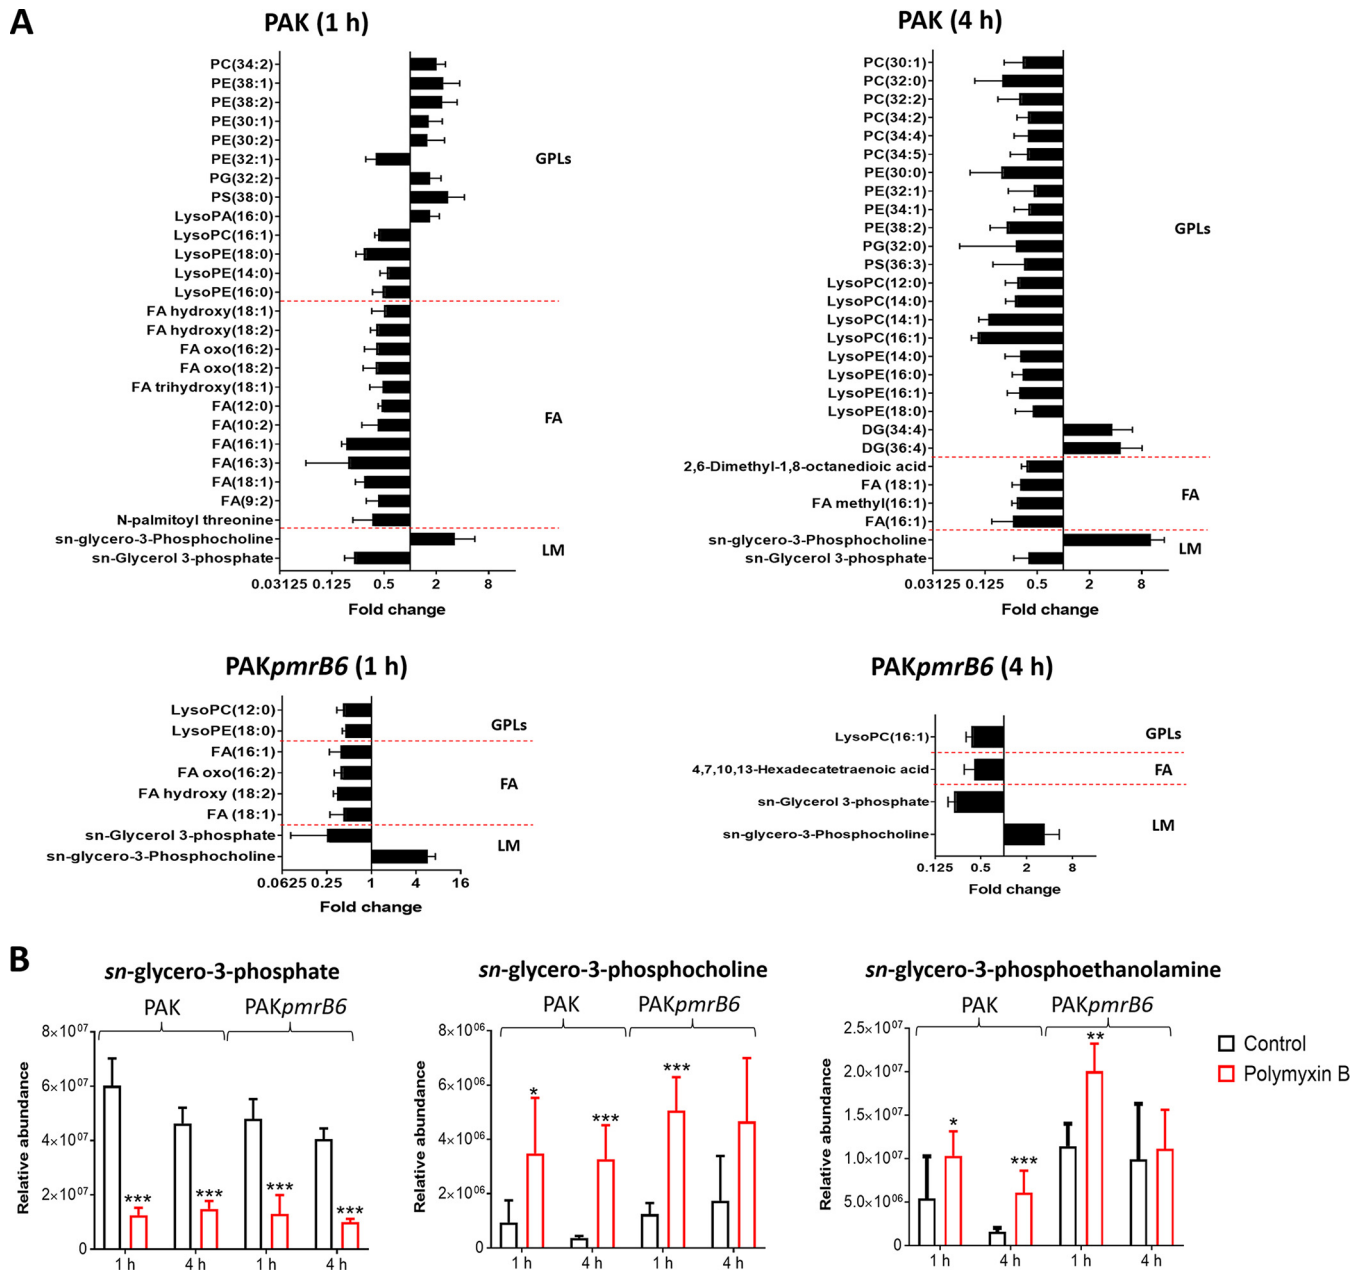 A
PAK (1 h)
PC(34:2)
PE(38:1)
PE(38:2)
PE(30:1)
PE(30:2)
PE(32:1)
PG(32:2)
PS(38:0)
LysoPA(16:0)
LysoPC(16:1)
LysoPE(18:0)
LysoPE(14:0)
LysoPE(16:0)
FA hydroxy(18:1)
FA hydroxy(18:2)
FA oxo(16:2)
FA oxo(18:2)
FA trihydroxy(18:1)
FA(12:0)
FA(10:2)
FA(16:1)
FA(16:3)
FA(18:1)
FA(9:2)
N-palmitoyl threonine
sn-glycero-3-Phosphocholine
sn-Glycerol 3-phosphate
GPLs
FA
LM
0.03125 0.125 0.5 2 8
Fold change
PAK (4 h)
PC(30:1)
PC(32:0)
PC(32:2)
PC(34:2)
PC(34:4)
PC(34:5)
PE(30:0)
PE(32:1)
PE(34:1)
PE(38:2)
PG(32:0)
PS(36:3)
LysoPC(12:0)
LysoPC(14:0)
LysoPC(14:1)
LysoPC(16:1)
LysoPE(14:0)
LysoPE(16:0)
LysoPE(16:1)
LysoPE(18:0)
DG(34:4)
DG(36:4)
2,6-Dimethyl-1,8-octanedioic acid
FA (18:1)
FA methyl(16:1)
FA(16:1)
sn-glycero-3-Phosphocholine
sn-Glycerol 3-phosphate
GPLs
FA
LM
0.03125 0.125 0.5 2 8
Fold change
PAKpmrB6 (1 h)
LysoPC(12:0)
LysoPE(18:0)
FA(16:1)
FA oxo(16:2)
FA hydroxy (18:2)
FA (18:1)
sn-Glycerol 3-phosphate
sn-glycero-3-Phosphocholine
GPLs
FA
LM
0.0625 0.25 1 4 16
Fold change
PAKpmrB6 (4 h)
LysoPC(16:1)
4,7,10,13-Hexadecatetraenoic acid
sn-Glycerol 3-phosphate
sn-glycero-3-Phosphocholine
GPLs
FA
LM
0.125 0.5 2 8
Fold change
B
sn-glycero-3-phosphate
PAK PAKpmrB6
Relative abundance
8×10⁰⁷
6×10⁰⁷
4×10⁰⁷
2×10⁰⁷
0
*** *** *** ***
1 h 4 h 1 h 4 h
sn-glycero-3-phosphocholine
PAK PAKpmrB6
Relative abundance
8×10⁰⁶
6×10⁰⁶
4×10⁰⁶
2×10⁰⁶
0
* *** ***
1 h 4 h 1 h 4 h
sn-glycero-3-phosphoethanolamine
PAK PAKpmrB6
Relative abundance
2.5×10⁰⁷
2.0×10⁰⁷
1.5×10⁰⁷
1.0×10⁰⁷
5.0×10⁰⁶
0
* *** **
1 h 4 h 1 h 4 h
Control
Polymyxin B